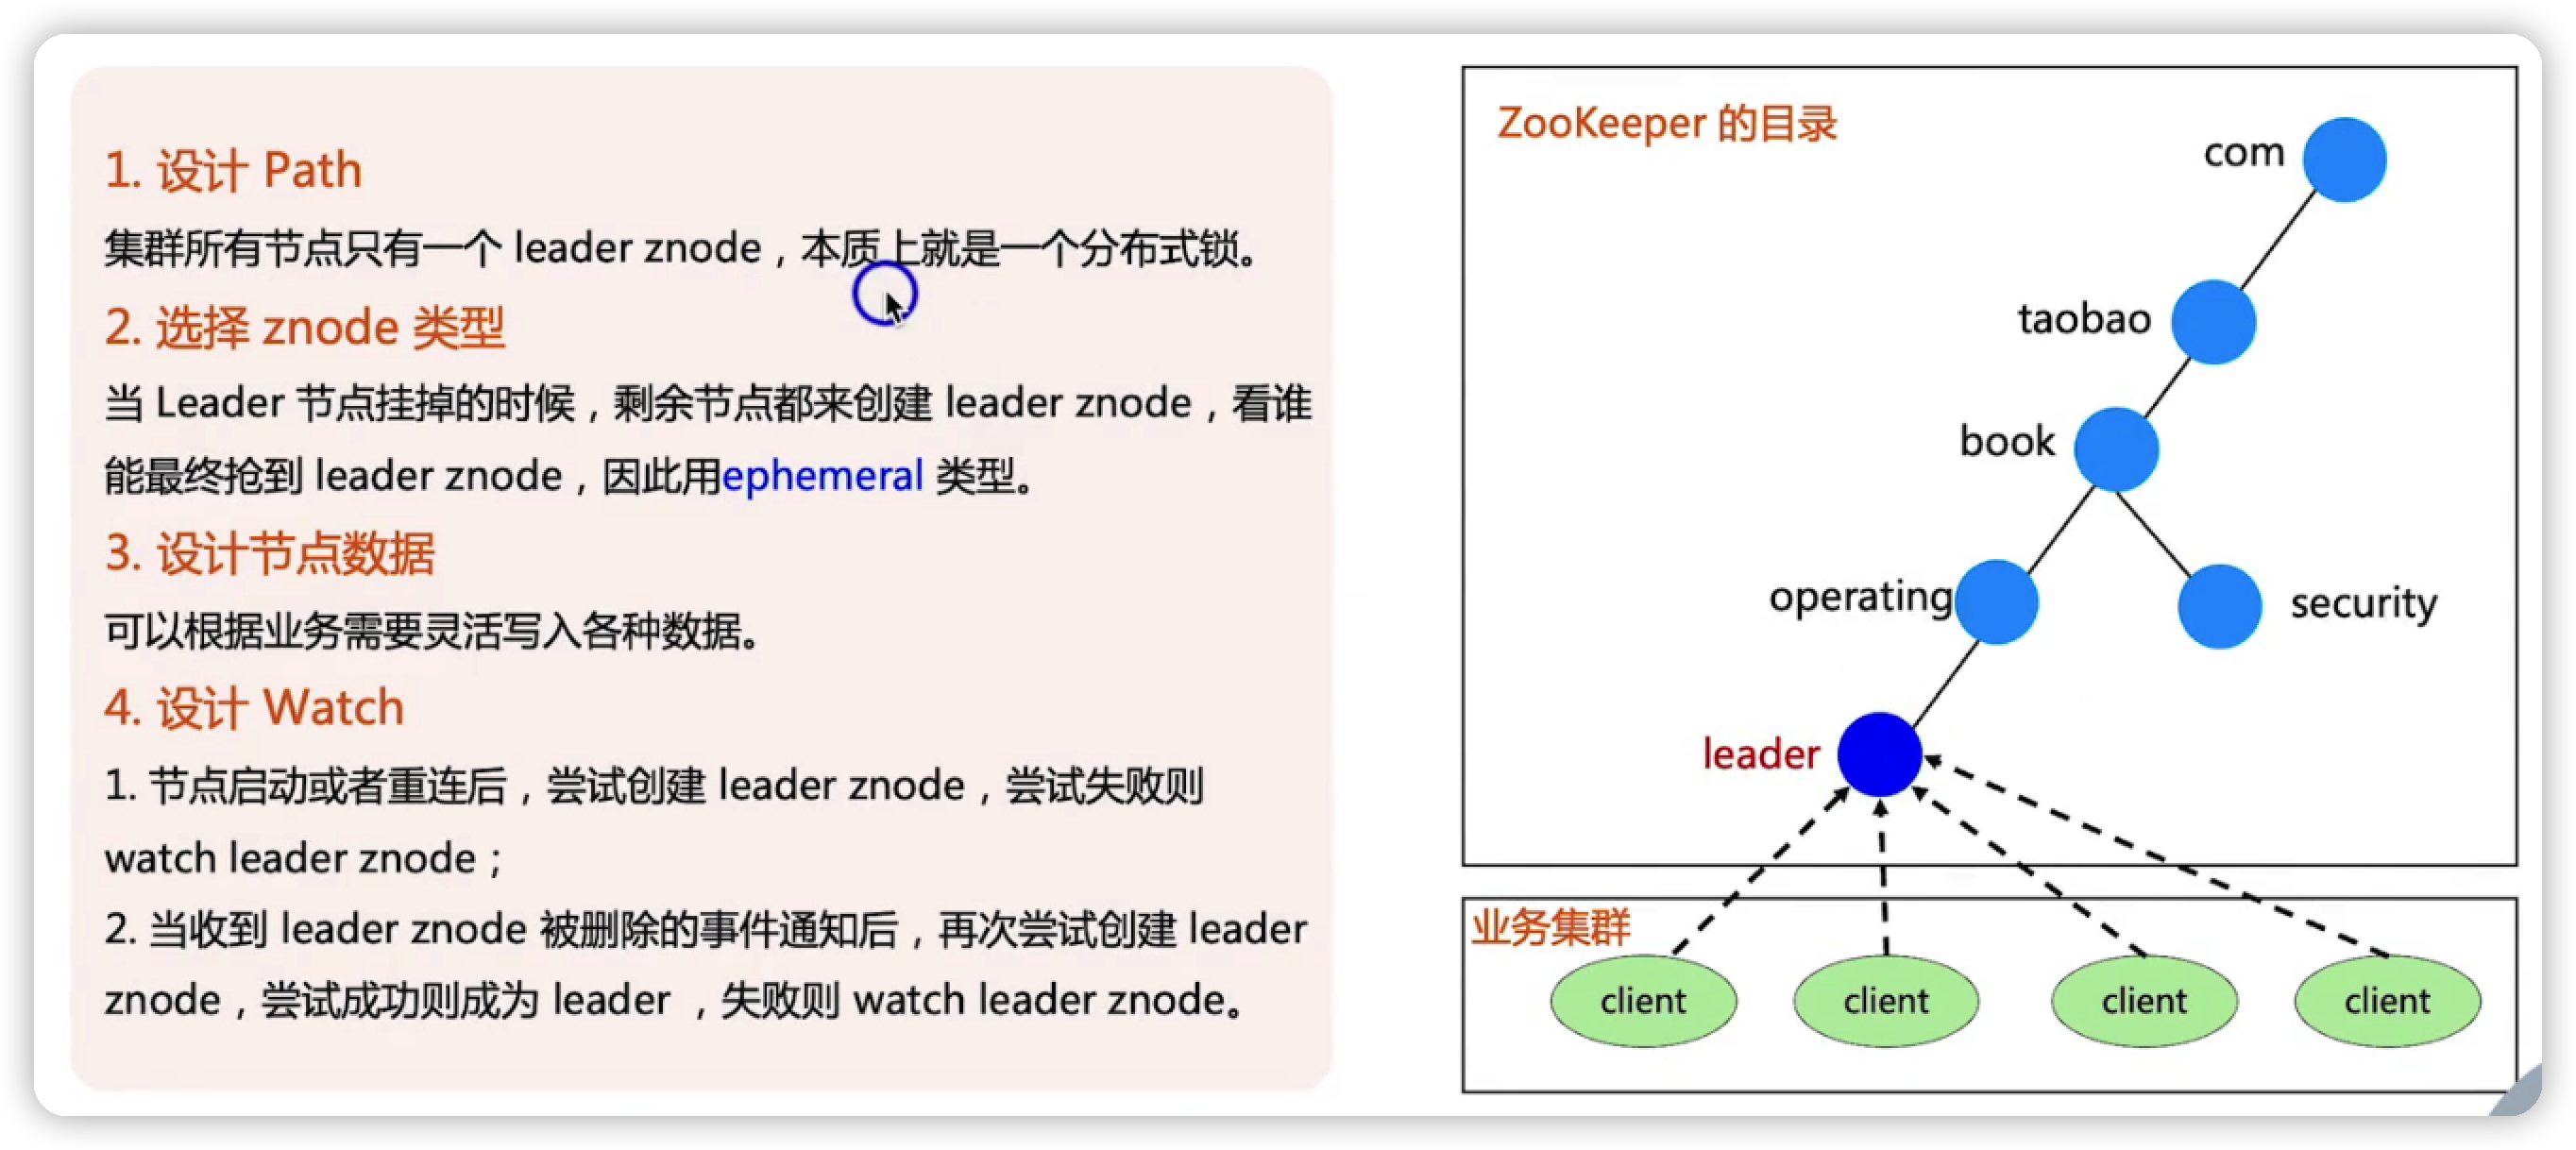 1. 设计 Path
集群所有节点只有一个 leader znode，本质上就是一个分布式锁。
2. 选择 znode 类型
当 Leader 节点挂掉的时候，剩余节点都来创建 leader znode，看谁
能最终抢到 leader znode，因此用ephemeral 类型。
3. 设计节点数据
可以根据业务需要灵活写入各种数据。
4. 设计 Watch
1. 节点启动或者重连后，尝试创建 leader znode，尝试失败则
watch leader znode；
2. 当收到 leader znode 被删除的事件通知后，再次尝试创建 leader
znode，尝试成功则成为 leader ，失败则 watch leader znode。
ZooKeeper 的目录
com
taobao
book
operating
security
leader
业务集群
client
client
client
client